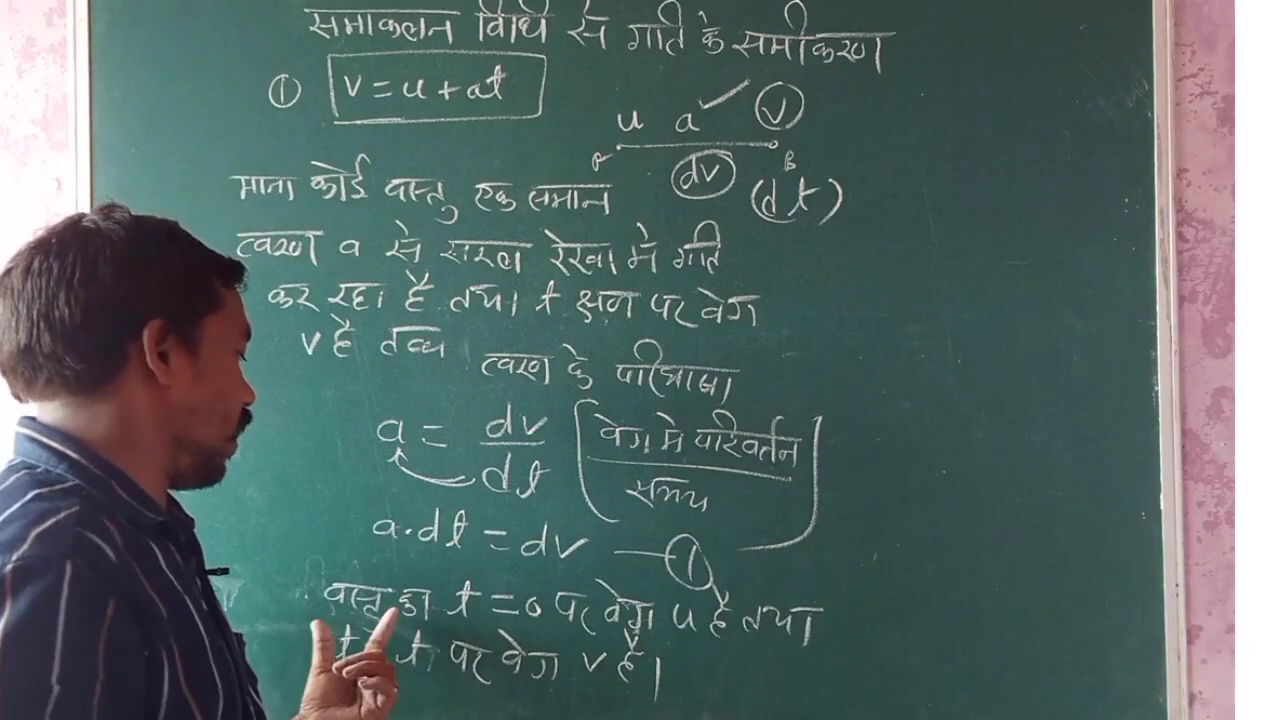 समाकलन विधि से गति के समीकरण
① v = u + at
u a ✓ v
A B
dv (dt)
माना कोई वस्तु एक समान
त्वरण a से सरल रेखा मे गति
कर रहा है तथा t क्षण पर वेग
v है तब
त्वरण के परिभाषा
a = dv/dt [वेग मे परिवर्तन / समय]
a.dt = dv — ①
वस्तु का t = 0 पर वेग u है तथा
t पर वेग v है।